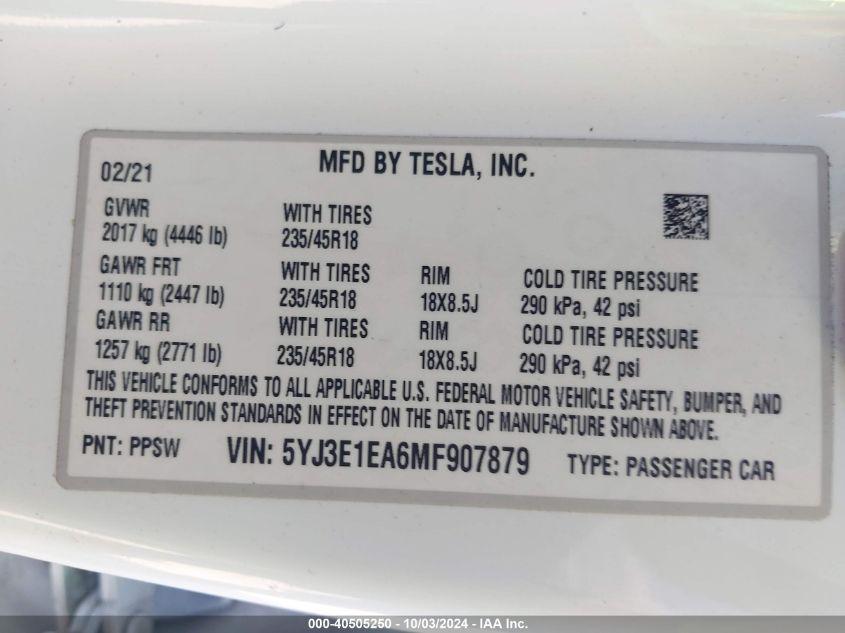 02/21 MFD BY TESLA, INC.
GVWR WITH TIRES
2017 kg (4446 lb) 235/45R18
GAWR FRT WITH TIRES RIM COLD TIRE PRESSURE
1110 kg (2447 lb) 235/45R18 18X8.5J 290 kPa, 42 psi
GAWR RR WITH TIRES RIM COLD TIRE PRESSURE
1257 kg (2771 lb) 235/45R18 18X8.5J 290 kPa, 42 psi
THIS VEHICLE CONFORMS TO ALL APPLICABLE U.S. FEDERAL MOTOR VEHICLE SAFETY, BUMPER, AND
THEFT PREVENTION STANDARDS IN EFFECT ON THE DATE OF MANUFACTURE SHOWN ABOVE.
PNT: PPSW VIN: 5YJ3E1EA6MF907879 TYPE: PASSENGER CAR
000-40505250 - 10/03/2024 - IAA Inc.